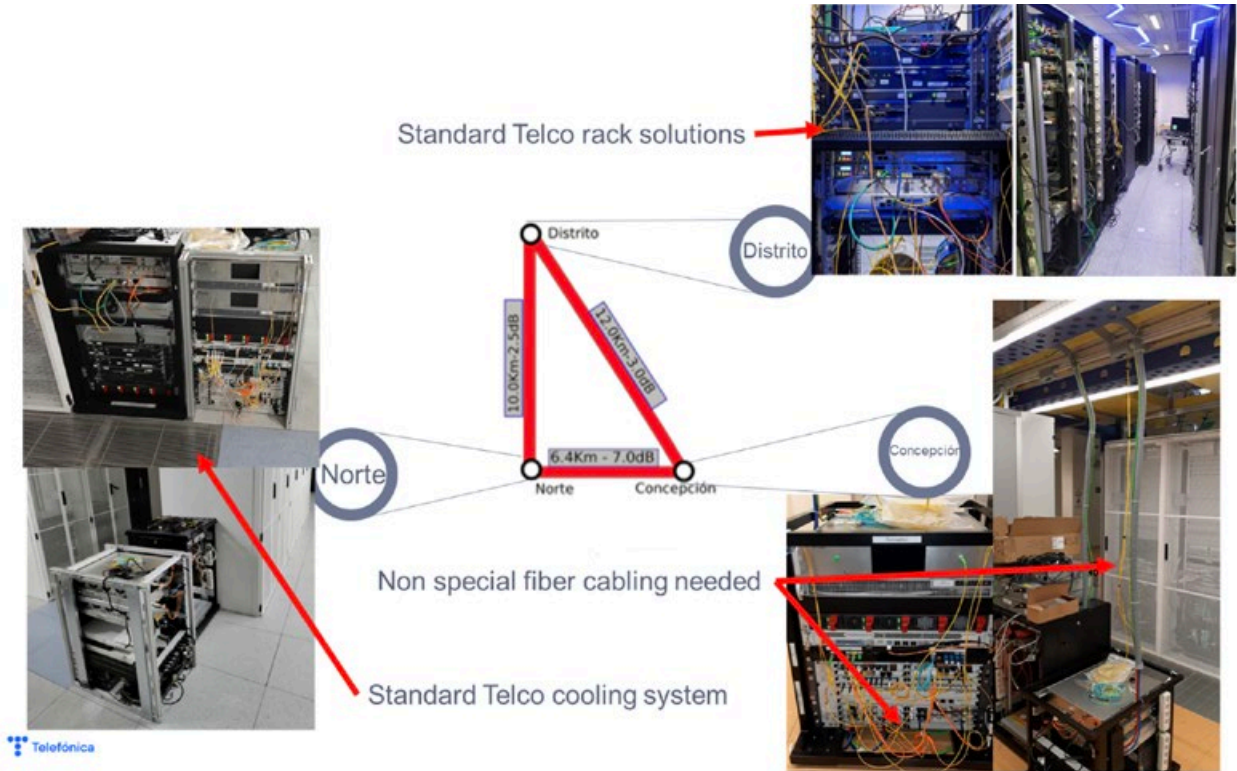 Standard Telco rack solutions
Distrito
Distrito
10.0Km-2.5dB
12.0Km-3.0dB
6.4Km - 7.0dB
Norte
Concepción
Norte
Concepción
Non special fiber cabling needed
Standard Telco cooling system
Telefónica